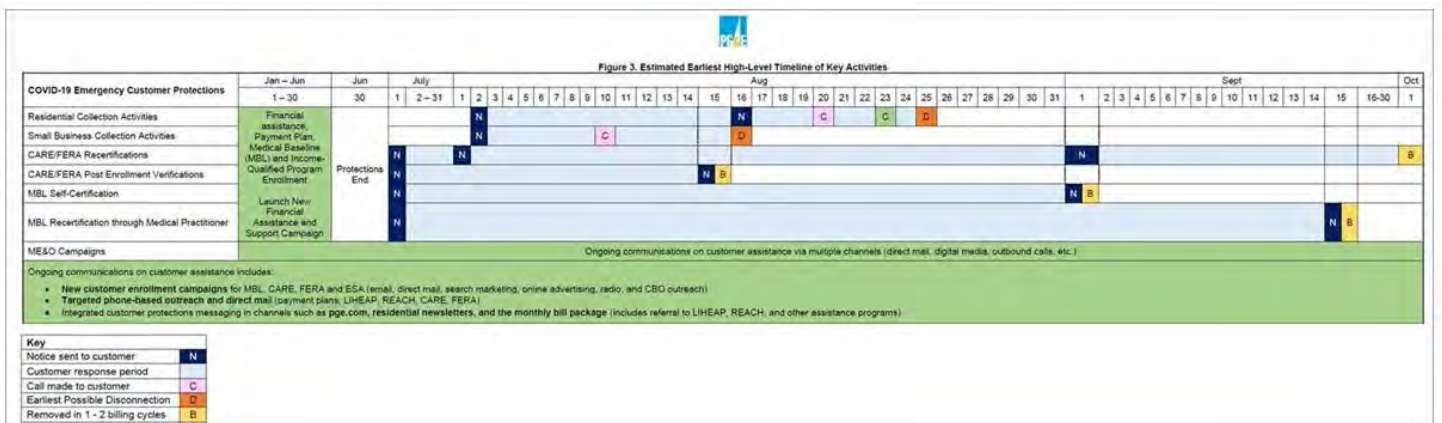 PG&E
Figure 3. Estimated Earliest High-Level Timeline of Key Activities
COVID-19 Emergency Customer Protections
Jan – Jun
Jun
July
Aug
Sept
Oct
1 – 30
30
1 2 – 31
1 2 3 4 5 6 7 8 9 10 11 12 13 14 15 16 17 18 19 20 21 22 23 24 25 26 27 28 29 30 31
1 2 3 4 5 6 7 8 9 10 11 12 13 14 15 16-30
1
Financial
assistance,
Payment Plan,
Medical Baseline
(MBL) and Income-
Qualified Program
Enrollment
Launch New
Financial
Assistance and
Support Campaign
Protections
End
Residential Collection Activities
N N C C D
Small Business Collection Activities
N C D
CARE/FERA Recertifications
N N N B
CARE/FERA Post Enrollment Verifications
N N B
MBL Self-Certification
N N B
MBL Recertification through Medical Practitioner
N N B
ME&O Campaigns
Ongoing communications on customer assistance via multiple channels (direct mail, digital media, outbound calls, etc.)
Ongoing communications on customer assistance includes:
• New customer enrollment campaigns for MBL, CARE, FERA and ESA (email, direct mail, search marketing, online advertising, radio, and CBO outreach)
• Targeted phone-based outreach and direct mail (payment plans, LIHEAP, REACH, CARE, FERA)
• Integrated customer protections messaging in channels such as pge.com, residential newsletters, and the monthly bill package (includes referral to LIHEAP, REACH, and other assistance programs)
Key
Notice sent to customer N
Customer response period
Call made to customer C
Earliest Possible Disconnection D
Removed in 1 - 2 billing cycles B